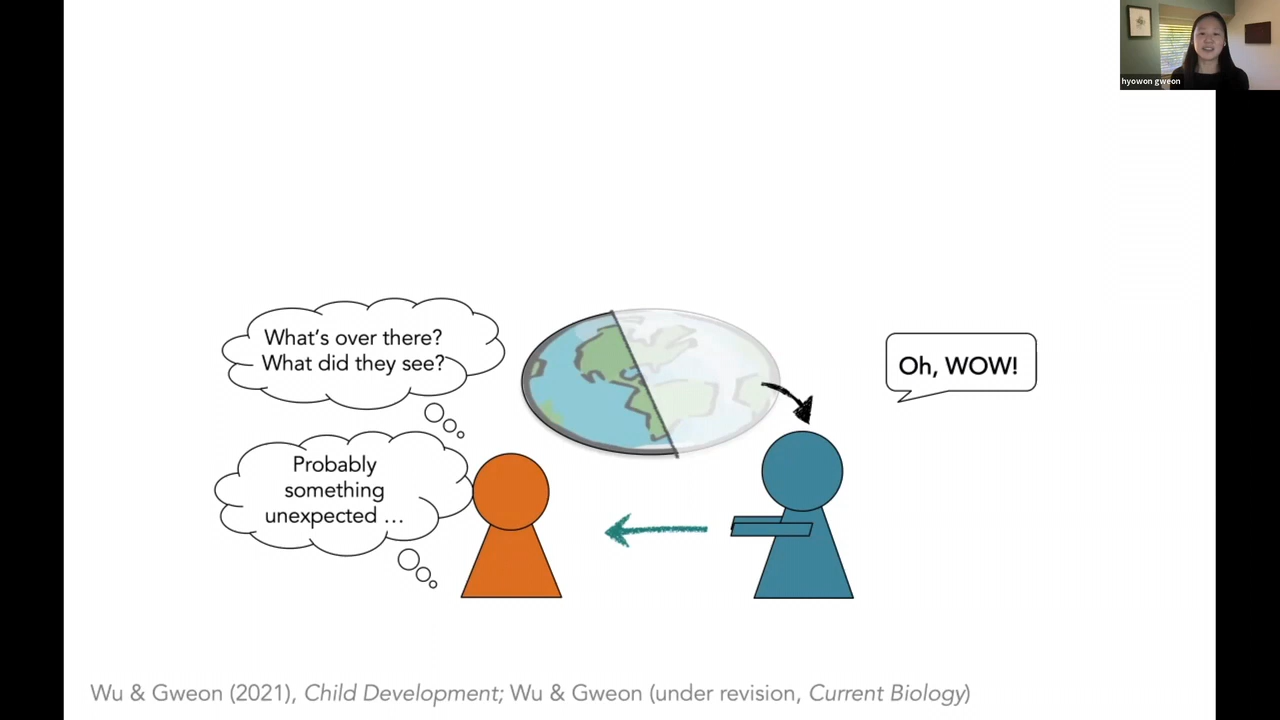 hyowon gweon
What's over there?
What did they see?
Oh, WOW!
Probably
something
unexpected ...
Wu & Gweon (2021), Child Development; Wu & Gweon (under revision, Current Biology)